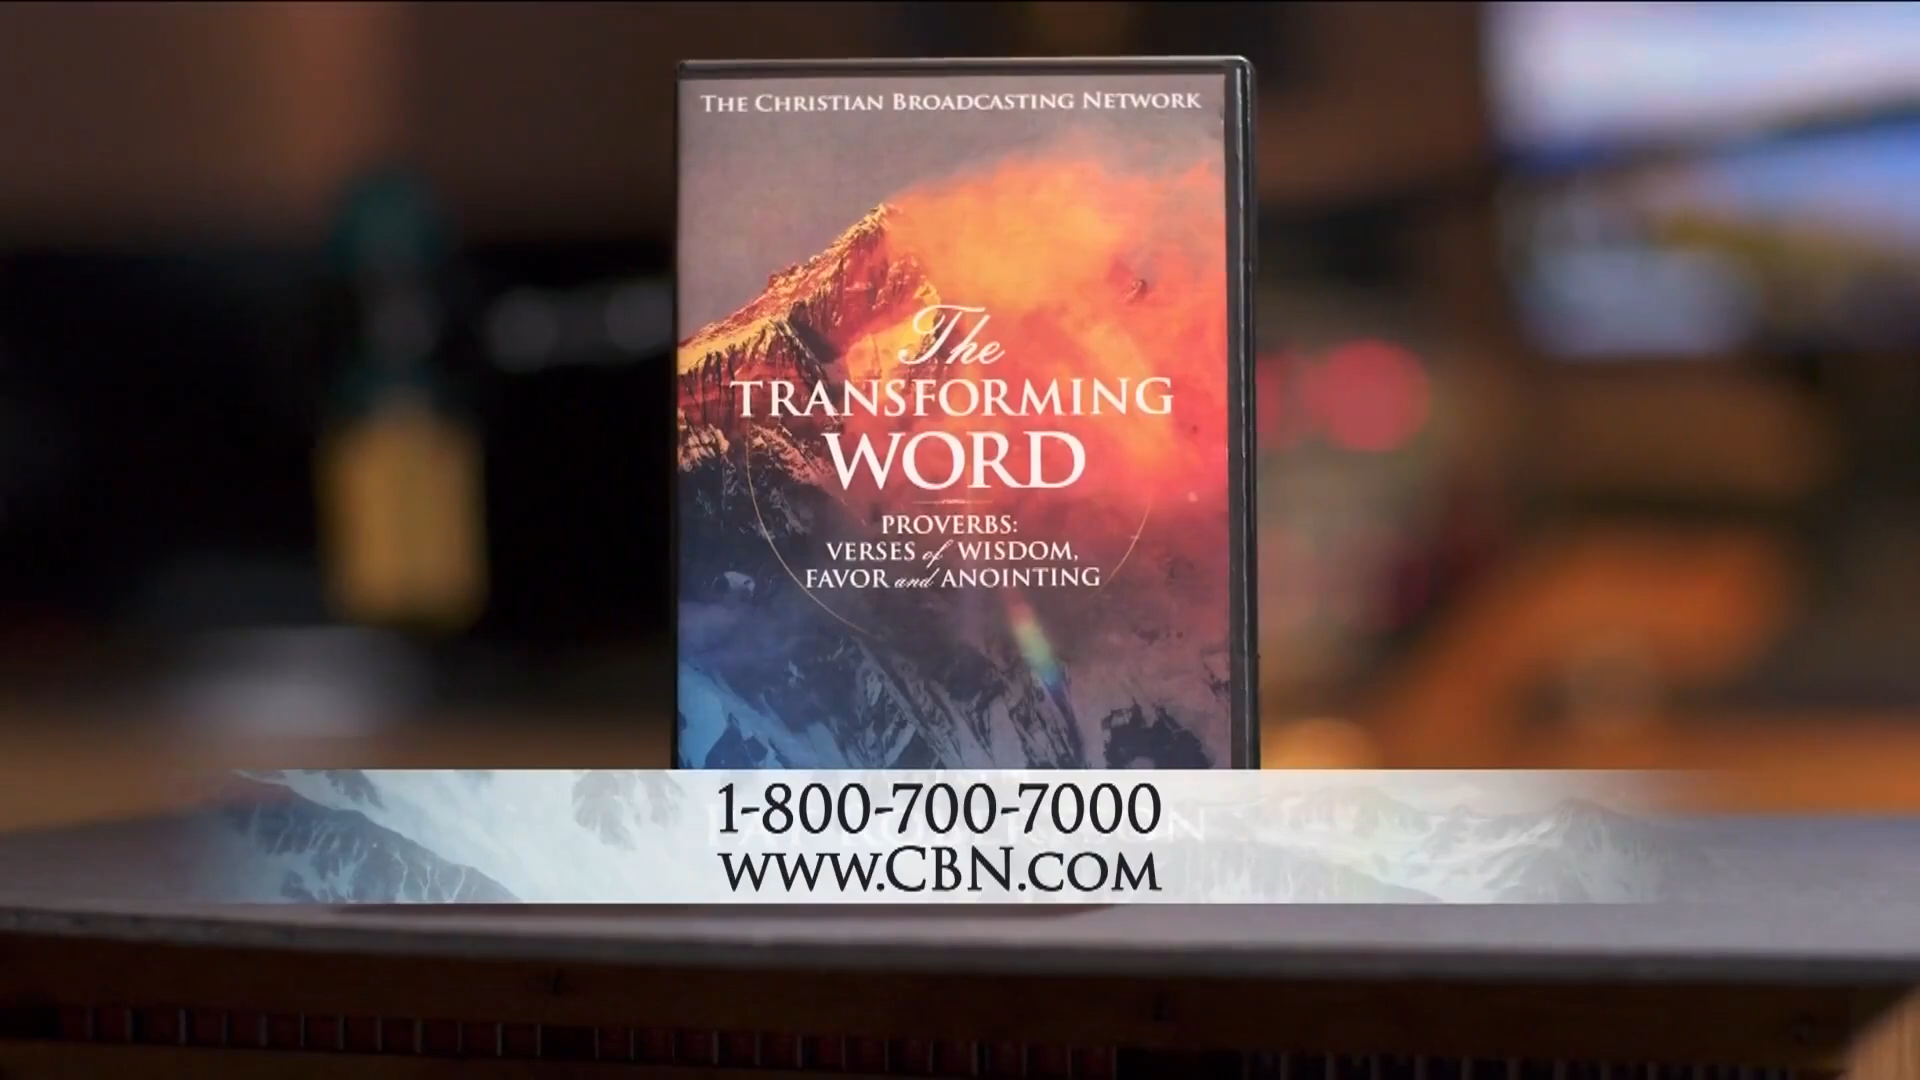 THE CHRISTIAN BROADCASTING NETWORK
The
TRANSFORMING
WORD
PROVERBS:
VERSES of WISDOM,
FAVOR and ANOINTING
1-800-700-7000
WWW.CBN.COM